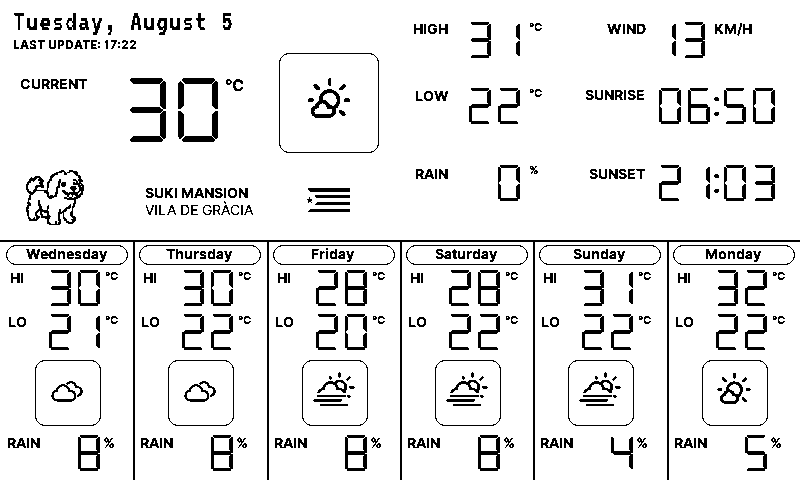 Tuesday, August 5
LAST UPDATE: 17:22
CURRENT 30 °C
HIGH 31 °C
WIND 13 KM/H
LOW 22 °C
SUNRISE 06:50
RAIN 0 %
SUNSET 21:03
SUKI MANSION
VILA DE GRÀCIA
Wednesday
HI 30 °C
LO 21 °C
RAIN 8 %
Thursday
HI 30 °C
LO 22 °C
RAIN 8 %
Friday
HI 28 °C
LO 20 °C
RAIN 8 %
Saturday
HI 28 °C
LO 22 °C
RAIN 8 %
Sunday
HI 31 °C
LO 22 °C
RAIN 4 %
Monday
HI 32 °C
LO 22 °C
RAIN 5 %